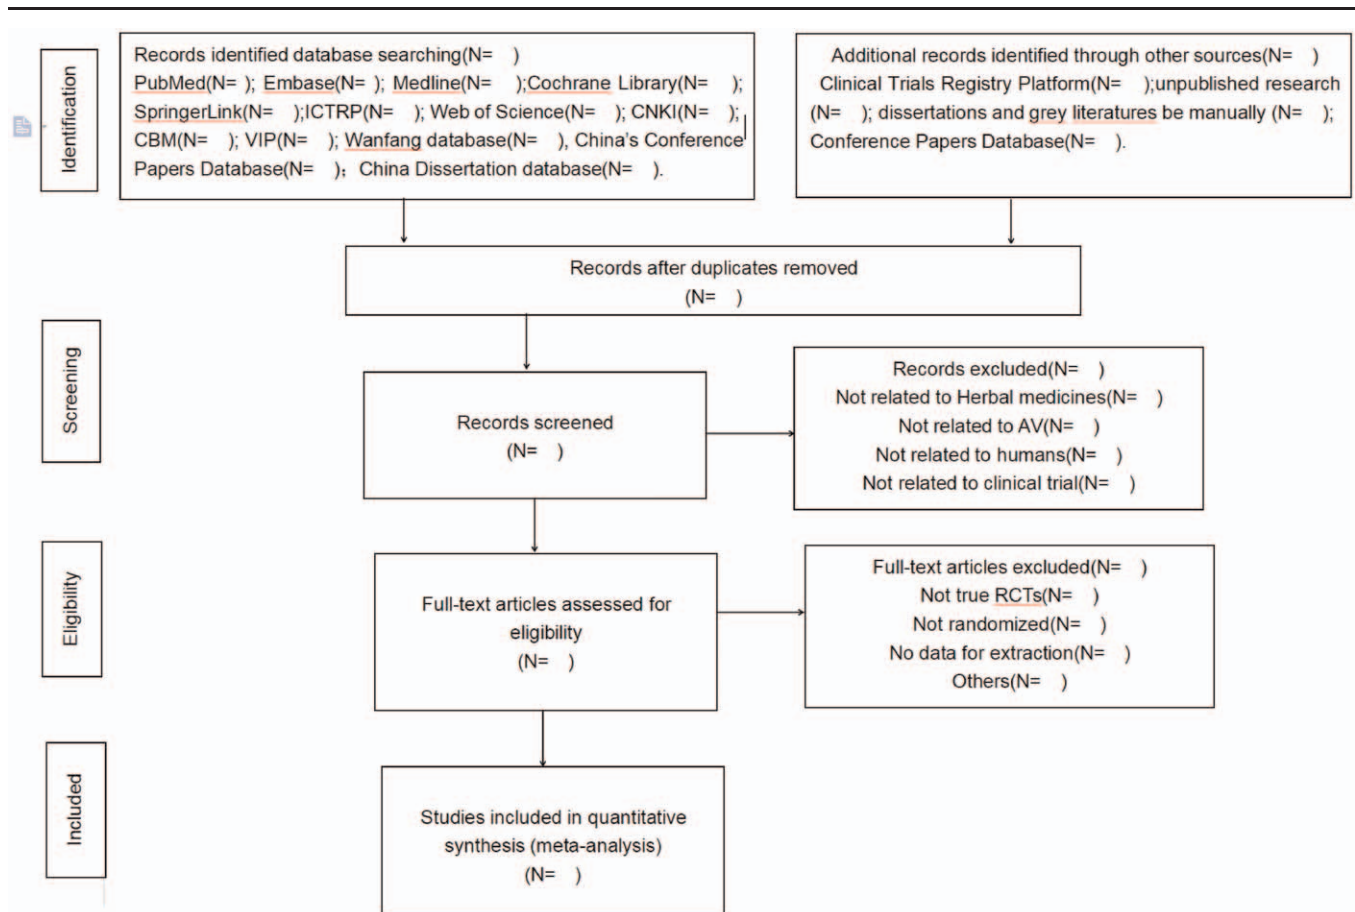 Identification
Records identified database searching(N=   )
PubMed(N=  ); Embase(N=  ); Medline(N=   );Cochrane Library(N=   );
SpringerLink(N=   );ICTRP(N=   ); Web of Science(N=   ); CNKI(N=   );
CBM(N=   ); VIP(N=   ); Wanfang database(N=   ), China's Conference
Papers Database(N=   )；China Dissertation database(N=   ).
Additional records identified through other sources(N=   )
Clinical Trials Registry Platform(N=   );unpublished research
(N=   ); dissertations and grey literatures be manually (N=   );
Conference Papers Database(N=   ).
Records after duplicates removed
(N=   )
Screening
Records screened
(N=   )
Records excluded(N=   )
Not related to Herbal medicines(N=   )
Not related to AV(N=   )
Not related to humans(N=   )
Not related to clinical trial(N=   )
Eligibility
Full-text articles assessed for
eligibility
(N=   )
Full-text articles excluded(N=   )
Not true RCTs(N=   )
Not randomized(N=   )
No data for extraction(N=   )
Others(N=   )
Included
Studies included in quantitative
synthesis (meta-analysis)
(N=   )